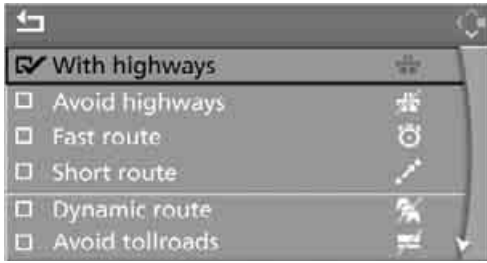 With highways
Avoid highways
Fast route
Short route
Dynamic route
Avoid tollroads